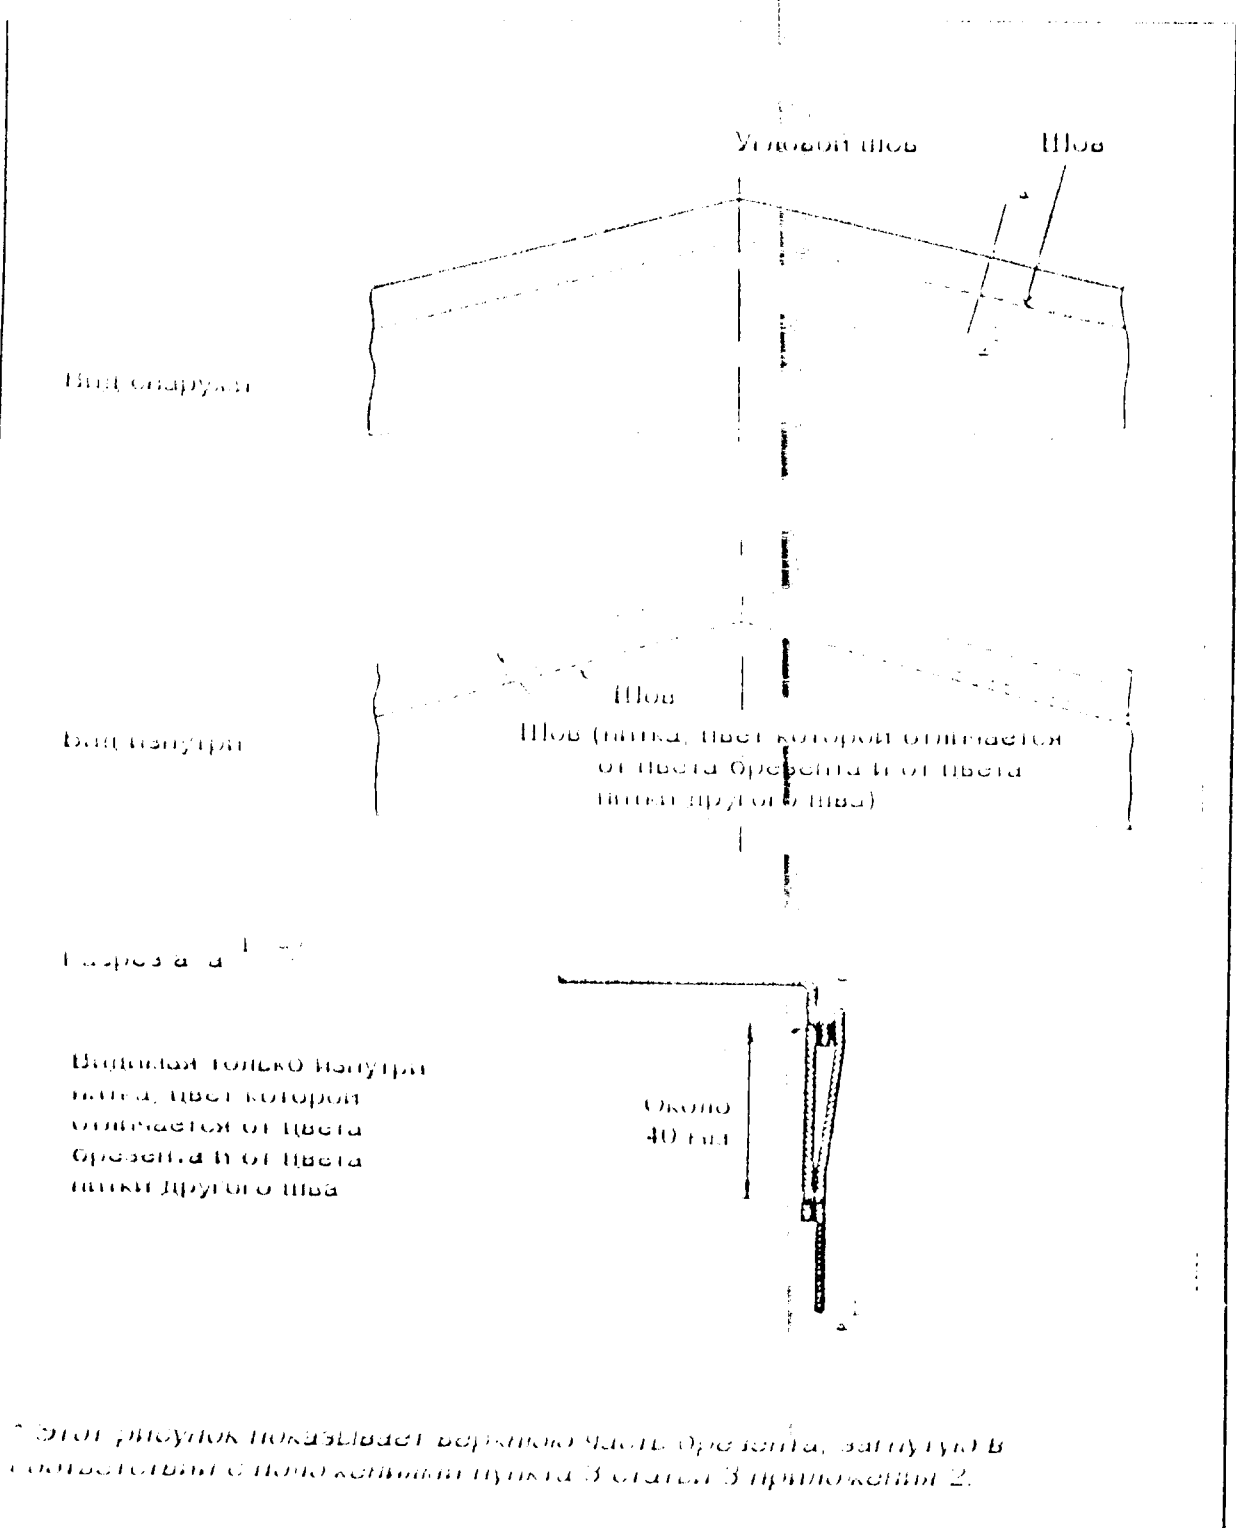 Угловой шов
Шов
a
a¹
Вид снаружи
Шов
Вид изнутри
Шов (нитка, цвет которой отличается
от цвета брезента и от цвета
нитки другого шва)
Разрез а-а¹
Видимая только изнутри
нитка, цвет которой
отличается от цвета
брезента и от цвета
нитки другого шва
Около
40 мм
* Этот рисунок показывает верхнюю часть брезента, загнутую в
соответствии с положениями пункта 3 статьи 3 приложения 2.